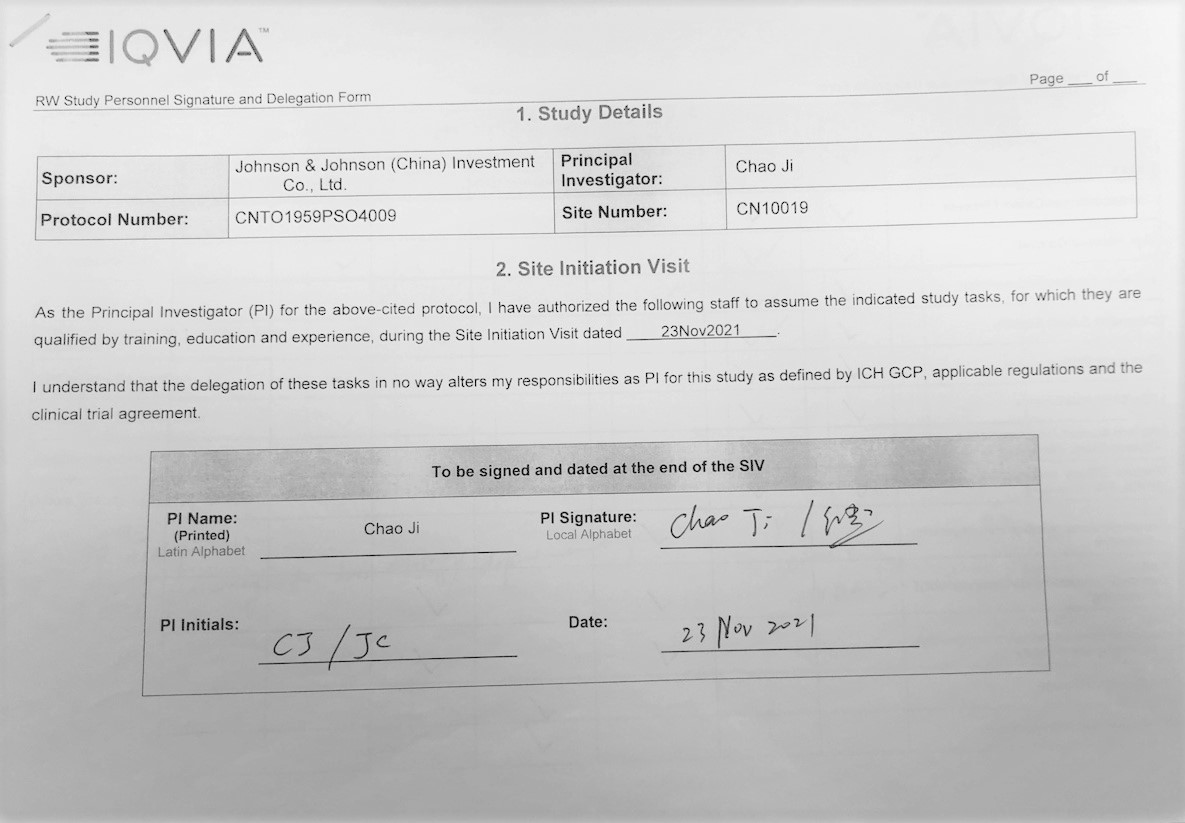 IQVIA™
Page ___ of ___
RW Study Personnel Signature and Delegation Form
1. Study Details
Sponsor: Johnson & Johnson (China) Investment Co., Ltd. Principal Investigator: Chao Ji
Protocol Number: CNTO1959PSO4009 Site Number: CN10019
2. Site Initiation Visit
As the Principal Investigator (PI) for the above-cited protocol, I have authorized the following staff to assume the indicated study tasks, for which they are
qualified by training, education and experience, during the Site Initiation Visit dated 23Nov2021.
I understand that the delegation of these tasks in no way alters my responsibilities as PI for this study as defined by ICH GCP, applicable regulations and the
clinical trial agreement.
To be signed and dated at the end of the SIV
PI Name: (Printed) Latin Alphabet Chao Ji
PI Signature: Local Alphabet Chao Ji /
PI Initials: CJ / JC
Date: 23 Nov 2021